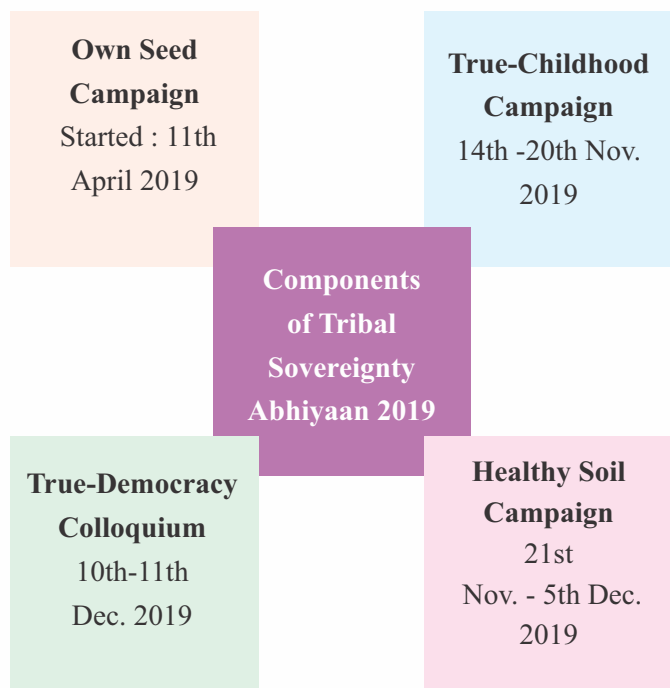 Own Seed
Campaign
Started : 11th
April 2019
True-Childhood
Campaign
14th -20th Nov.
2019
Components
of Tribal
Sovereignty
Abhiyaan 2019
True-Democracy
Colloquium
10th-11th
Dec. 2019
Healthy Soil
Campaign
21st
Nov. - 5th Dec.
2019